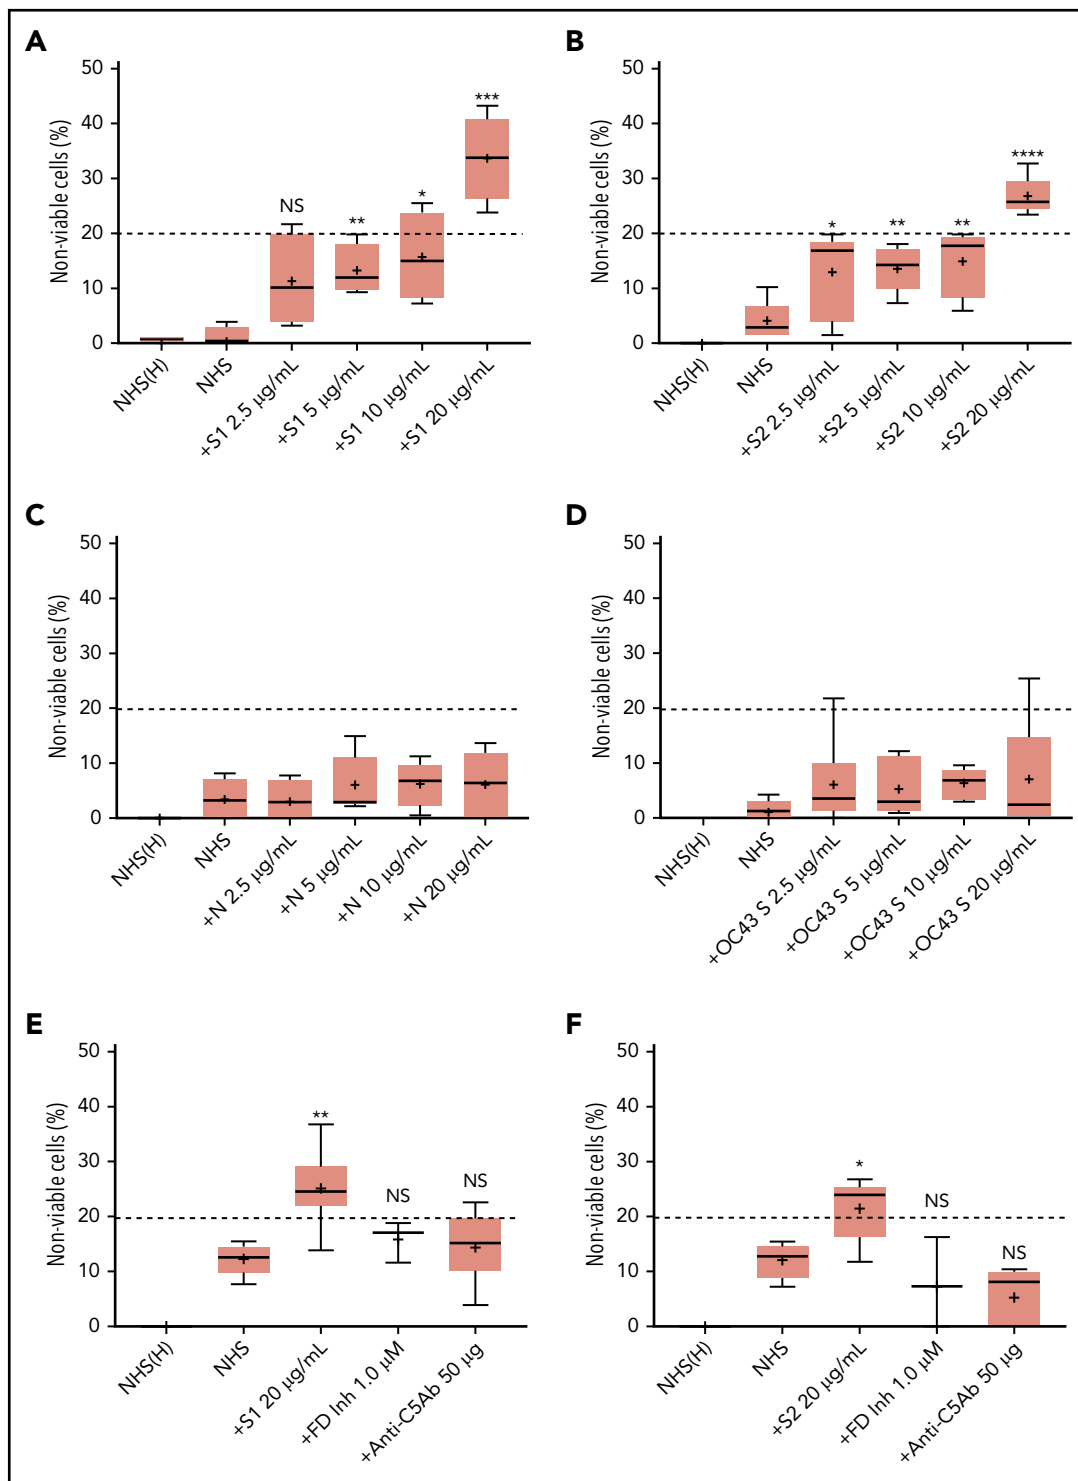 A
Non-viable cells (%)
50
40
30
20
10
0
NS
**
*
***
NHS(H)
NHS
+S1 2.5 µg/mL
+S1 5 µg/mL
+S1 10 µg/mL
+S1 20 µg/mL
B
Non-viable cells (%)
50
40
30
20
10
0
*
**
**
****
NHS(H)
NHS
+S2 2.5 µg/mL
+S2 5 µg/mL
+S2 10 µg/mL
+S2 20 µg/mL
C
Non-viable cells (%)
50
40
30
20
10
0
NHS(H)
NHS
+N 2.5 µg/mL
+N 5 µg/mL
+N 10 µg/mL
+N 20 µg/mL
D
Non-viable cells (%)
50
40
30
20
10
0
NHS(H)
NHS
+OC43 S 2.5 µg/mL
+OC43 S 5 µg/mL
+OC43 S 10 µg/mL
+OC43 S 20 µg/mL
E
Non-viable cells (%)
50
40
30
20
10
0
**
NS
NS
NHS(H)
NHS
+S1 20 µg/mL
+FD Inh 1.0 µM
+Anti-C5Ab 50 µg
F
Non-viable cells (%)
50
40
30
20
10
0
*
NS
NS
NHS(H)
NHS
+S2 20 µg/mL
+FD Inh 1.0 µM
+Anti-C5Ab 50 µg